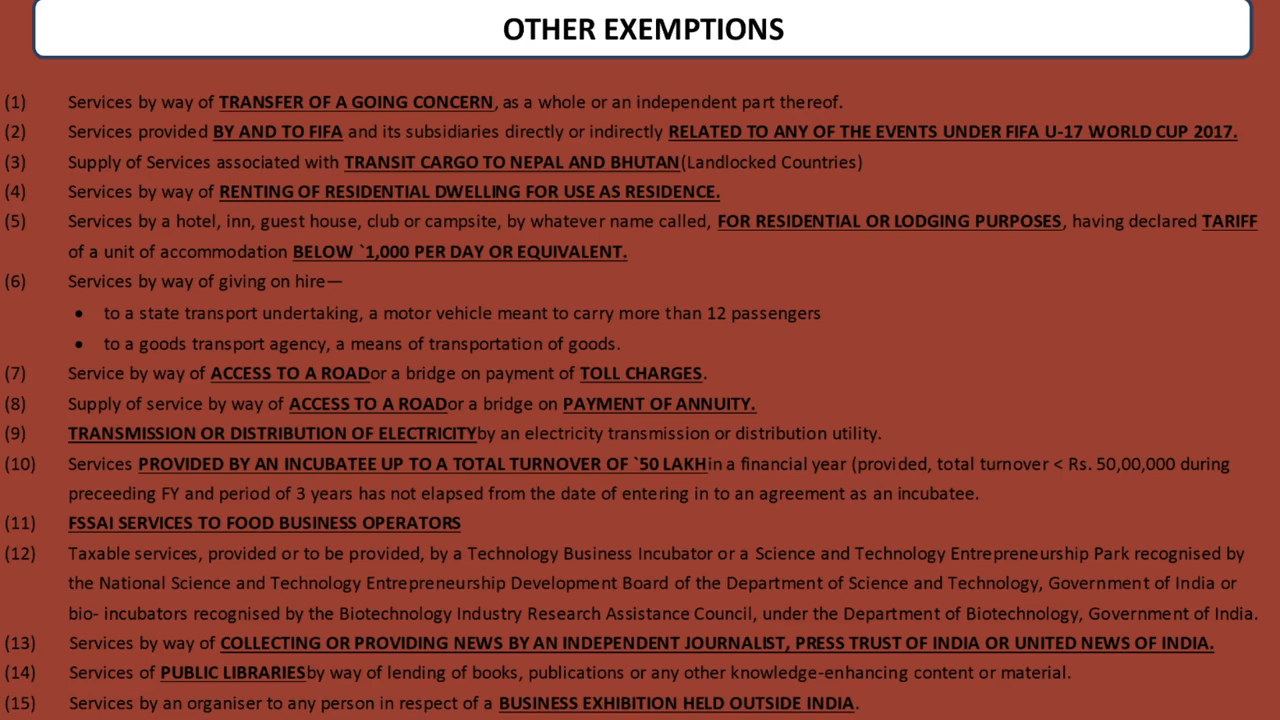 OTHER EXEMPTIONS
(1) Services by way of TRANSFER OF A GOING CONCERN, as a whole or an independent part thereof.
(2) Services provided BY AND TO FIFA and its subsidiaries directly or indirectly RELATED TO ANY OF THE EVENTS UNDER FIFA U-17 WORLD CUP 2017.
(3) Supply of Services associated with TRANSIT CARGO TO NEPAL AND BHUTAN(Landlocked Countries)
(4) Services by way of RENTING OF RESIDENTIAL DWELLING FOR USE AS RESIDENCE.
(5) Services by a hotel, inn, guest house, club or campsite, by whatever name called, FOR RESIDENTIAL OR LODGING PURPOSES, having declared TARIFF
of a unit of accommodation BELOW `1,000 PER DAY OR EQUIVALENT.
(6) Services by way of giving on hire—
• to a state transport undertaking, a motor vehicle meant to carry more than 12 passengers
• to a goods transport agency, a means of transportation of goods.
(7) Service by way of ACCESS TO A ROADor a bridge on payment of TOLL CHARGES.
(8) Supply of service by way of ACCESS TO A ROADor a bridge on PAYMENT OF ANNUITY.
(9) TRANSMISSION OR DISTRIBUTION OF ELECTRICITYby an electricity transmission or distribution utility.
(10) Services PROVIDED BY AN INCUBATEE UP TO A TOTAL TURNOVER OF `50 LAKHin a financial year (provided, total turnover < Rs. 50,00,000 during
preceeding FY and period of 3 years has not elapsed from the date of entering in to an agreement as an incubatee.
(11) FSSAI SERVICES TO FOOD BUSINESS OPERATORS
(12) Taxable services, provided or to be provided, by a Technology Business Incubator or a Science and Technology Entrepreneurship Park recognised by
the National Science and Technology Entrepreneurship Development Board of the Department of Science and Technology, Government of India or
bio- incubators recognised by the Biotechnology Industry Research Assistance Council, under the Department of Biotechnology, Government of India.
(13) Services by way of COLLECTING OR PROVIDING NEWS BY AN INDEPENDENT JOURNALIST, PRESS TRUST OF INDIA OR UNITED NEWS OF INDIA.
(14) Services of PUBLIC LIBRARIESby way of lending of books, publications or any other knowledge-enhancing content or material.
(15) Services by an organiser to any person in respect of a BUSINESS EXHIBITION HELD OUTSIDE INDIA.